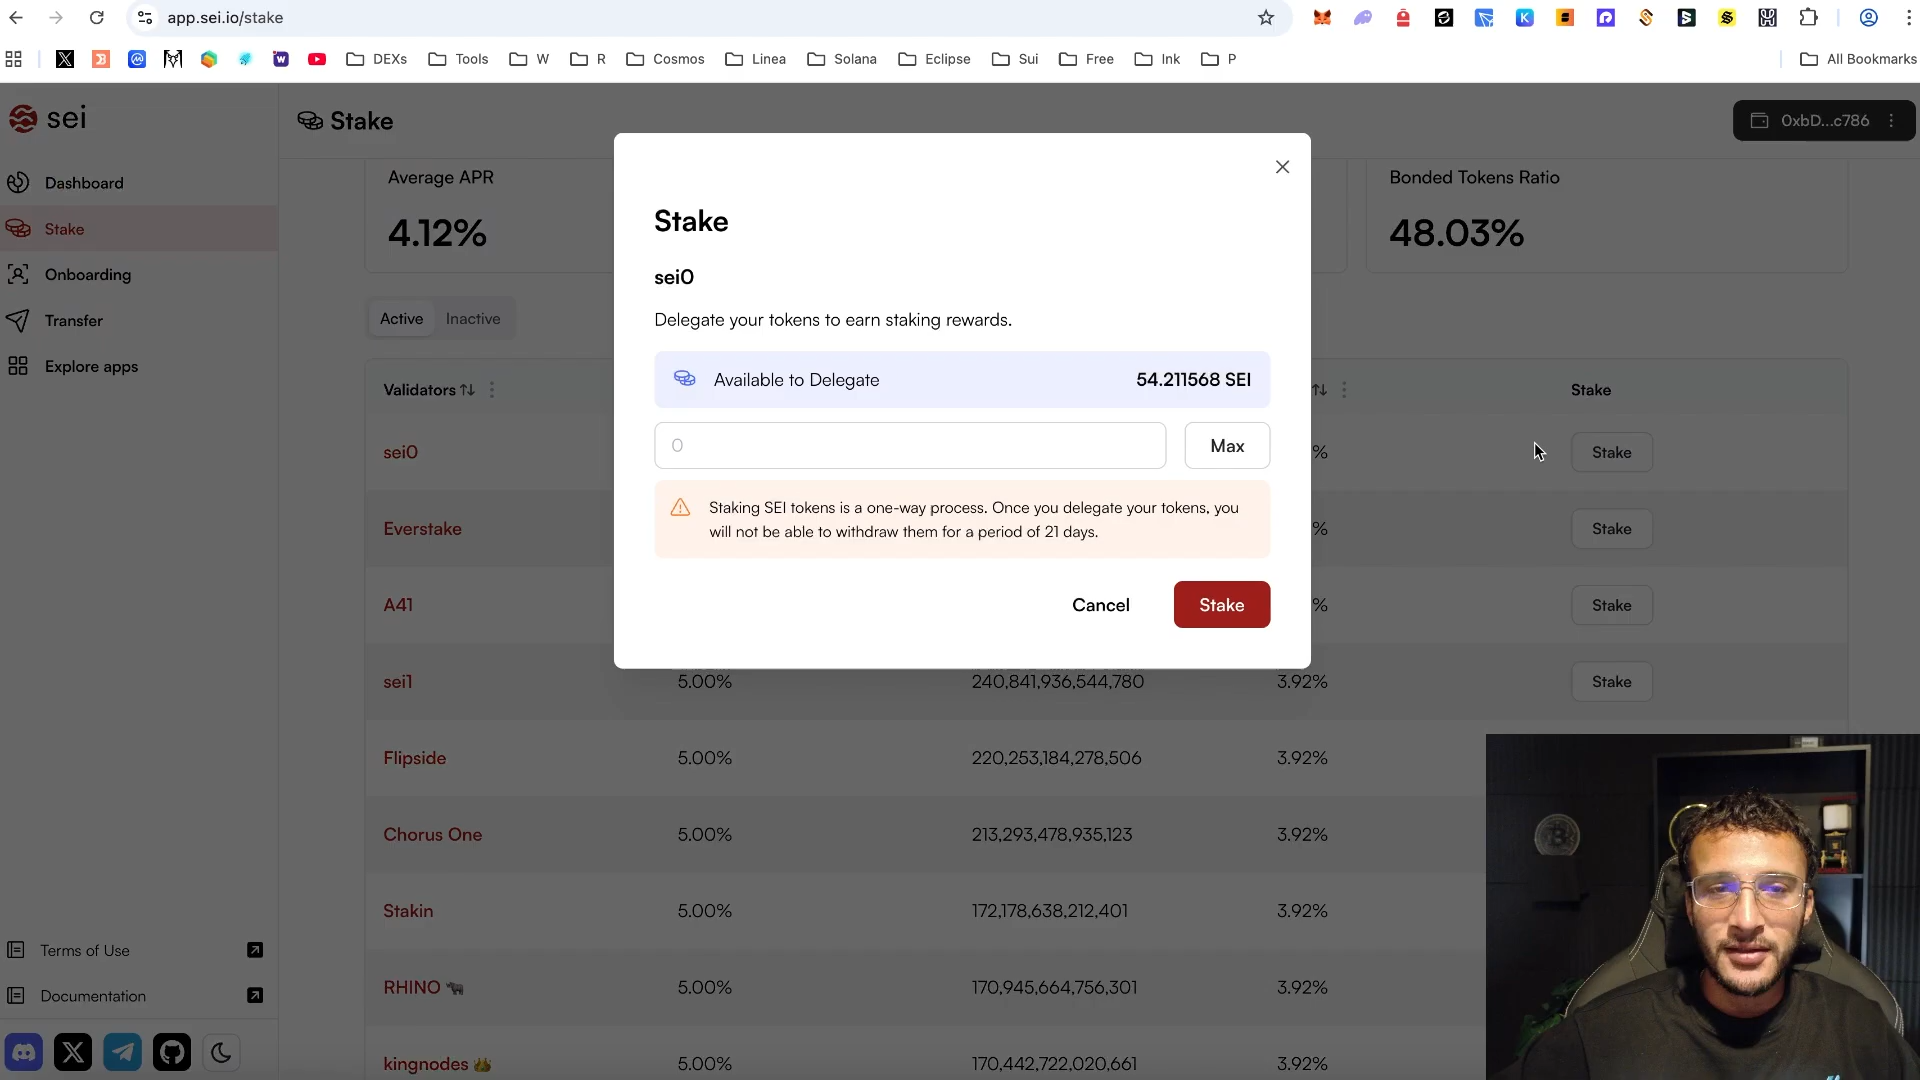 app.sei.io/stake
DEXs
Tools
W
R
Cosmos
Linea
Solana
Eclipse
Sui
Free
Ink
P
All Bookmarks
sei
Stake
0xbD...c786
Dashboard
Stake
Onboarding
Transfer
Explore apps
Average APR
4.12%
Bonded Tokens Ratio
48.03%
Active
Inactive
Stake
sei0
Delegate your tokens to earn staking rewards.
Available to Delegate
54.211568 SEI
0
Max
Staking SEI tokens is a one-way process. Once you delegate your tokens, you
will not be able to withdraw them for a period of 21 days.
Cancel
Stake
Validators
Stake
sei0
%
Stake
Everstake
%
Stake
A41
%
Stake
sei1
5.00%
240,841,936,544,780
3.92%
Stake
Flipside
5.00%
220,253,184,278,506
3.92%
Chorus One
5.00%
213,293,478,935,123
3.92%
Stakin
5.00%
172,178,638,212,401
3.92%
RHINO
5.00%
170,945,664,756,301
3.92%
kingnodes
5.00%
170,442,722,020,661
3.92%
Terms of Use
Documentation